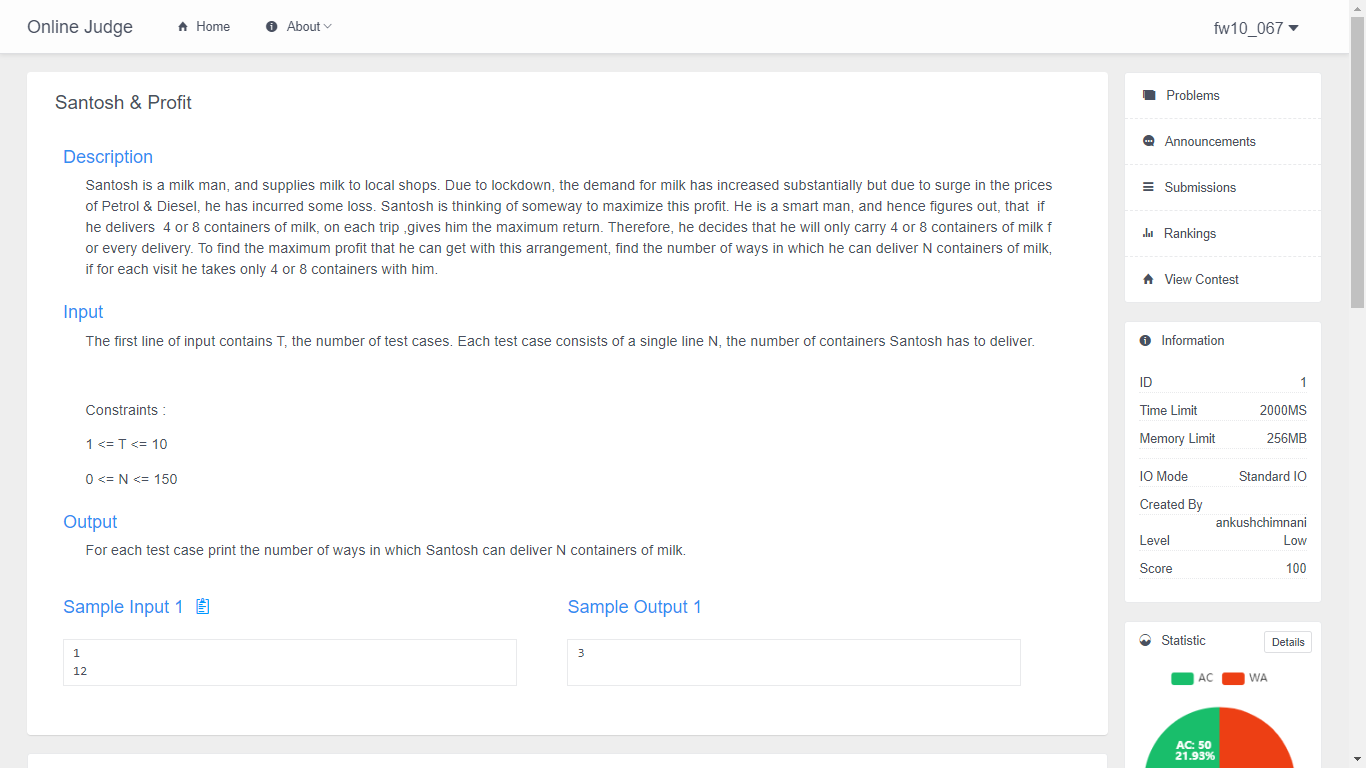 Online Judge
Home
About
fw10_067
Santosh & Profit
Description
Santosh is a milk man, and supplies milk to local shops. Due to lockdown, the demand for milk has increased substantially but due to surge in the prices
of Petrol & Diesel, he has incurred some loss. Santosh is thinking of someway to maximize this profit. He is a smart man, and hence figures out, that  if
he delivers  4 or 8 containers of milk, on each trip ,gives him the maximum return. Therefore, he decides that he will only carry 4 or 8 containers of milk f
or every delivery. To find the maximum profit that he can get with this arrangement, find the number of ways in which he can deliver N containers of milk,
if for each visit he takes only 4 or 8 containers with him.
Input
The first line of input contains T, the number of test cases. Each test case consists of a single line N, the number of containers Santosh has to deliver.
Constraints :
1 <= T <= 10
0 <= N <= 150
Output
For each test case print the number of ways in which Santosh can deliver N containers of milk.
Sample Input 1
Sample Output 1
1
12
3
Problems
Announcements
Submissions
Rankings
View Contest
Information
ID 1
Time Limit 2000MS
Memory Limit 256MB
IO Mode Standard IO
Created By
ankushchimnani
Level Low
Score 100
Statistic Details
AC WA
AC: 50
21.93%